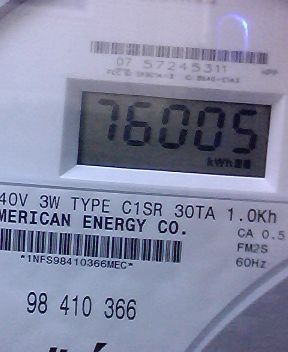 07 57245311
76005
kWh
40V 3W TYPE C1SR 30TA 1.0Kh
MERICAN ENERGY CO.
CA 0.5
FM2S
60Hz
*1NFS98410366MEC*
98 410 366